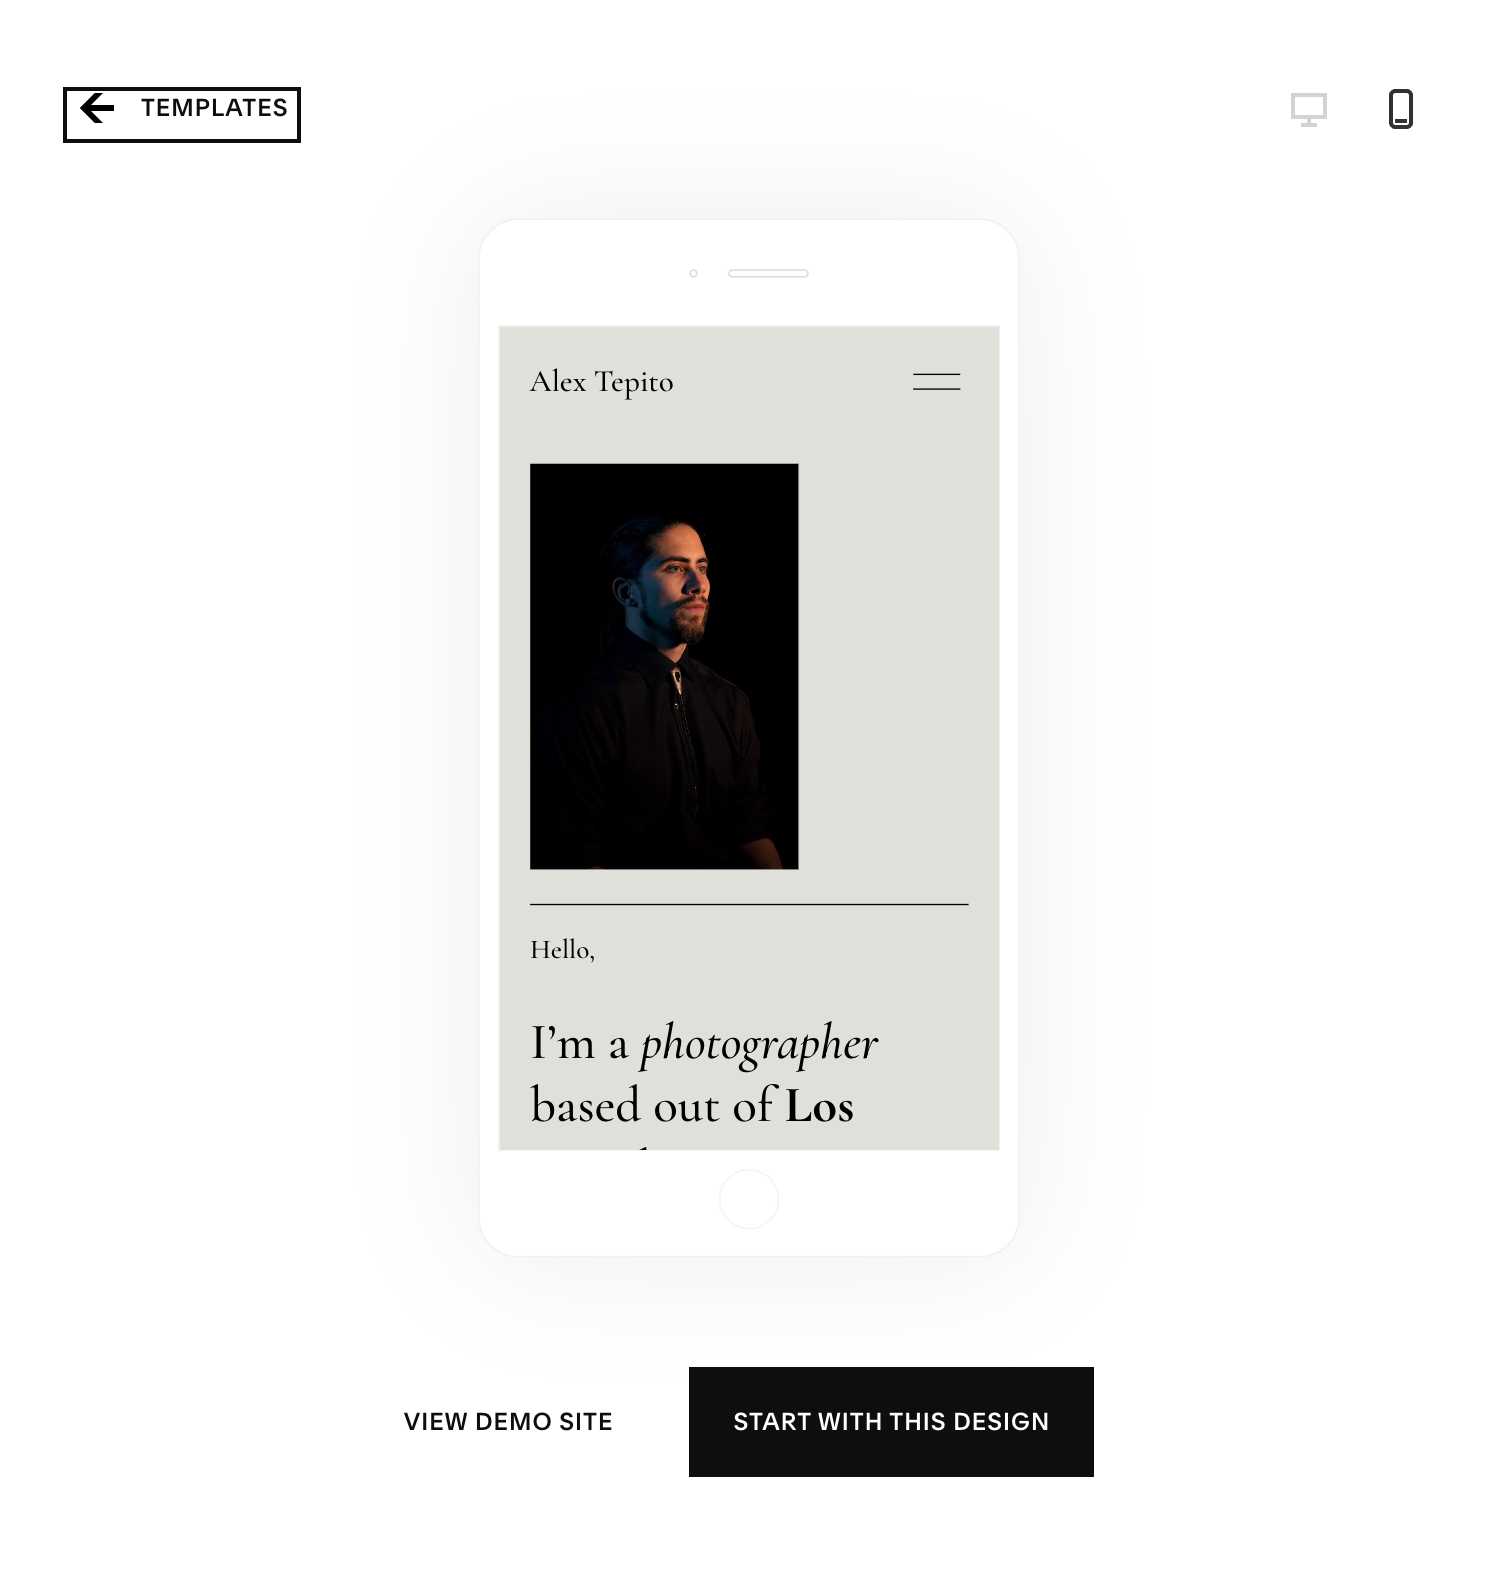 TEMPLATES
Alex Tepito
Hello,
I’m a photographer
based out of Los
VIEW DEMO SITE
START WITH THIS DESIGN